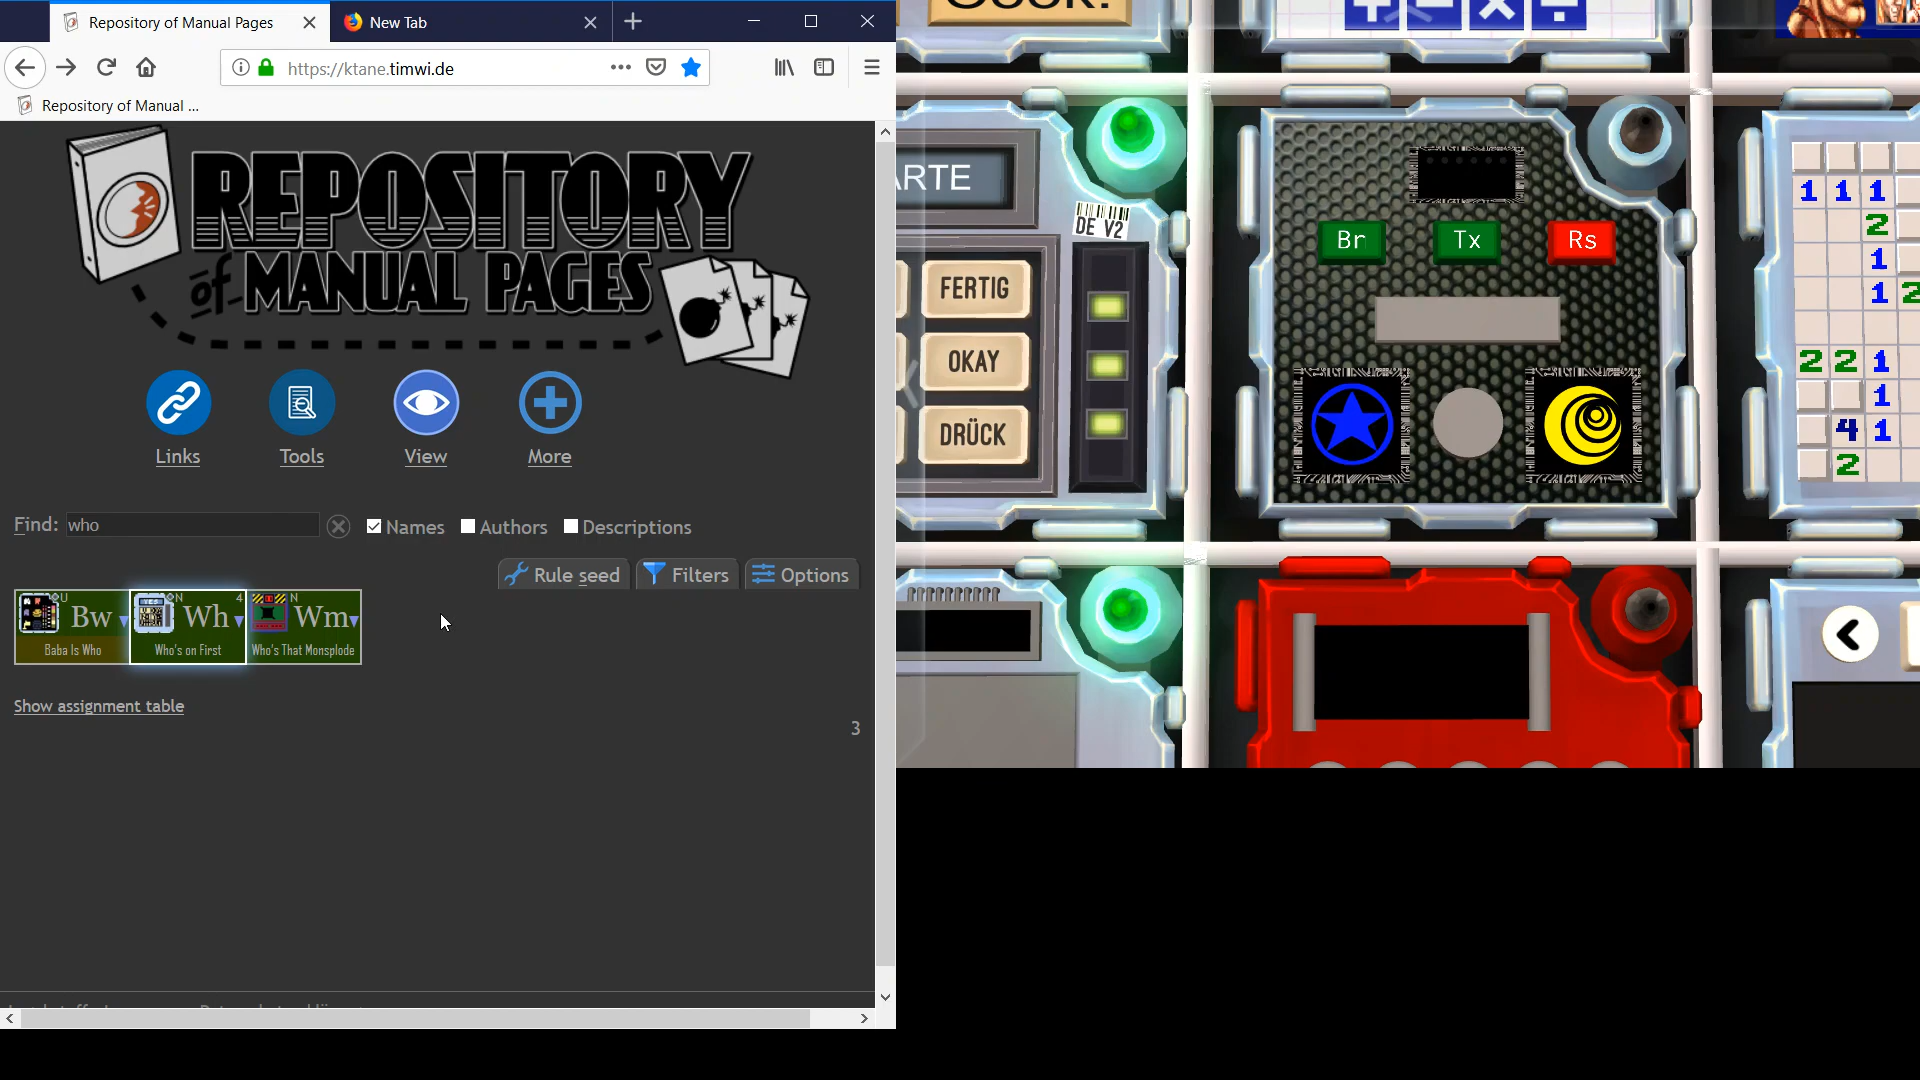 Repository of Manual Pages
New Tab
https://ktane.timwi.de
Repository of Manual ...
REPOSITORY
of
MANUAL PAGES
Links
Tools
View
More
Find:
who
Names
Authors
Descriptions
Rule seed
Filters
Options
U
Bw
Baba Is Who
YES
N
4
Wh
Who's on First
N
Wm
Who's That Monsplode
Show assignment table
3
ARTE
DE V2
FERTIG
OKAY
DRÜCK
Br
Tx
Rs
+ − × ÷
1 1 1
2
1
1 2
2 2 1
1
4 1
2